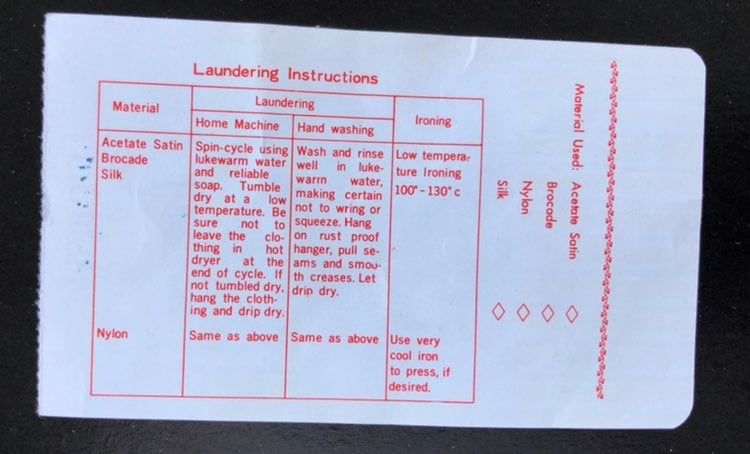 Laundering Instructions
Material
Laundering
Ironing
Home Machine
Hand washing
Acetate Satin
Brocade
Silk
Spin-cycle using
lukewarm water
and reliable
soap. Tumble
dry at a low
temperature. Be
sure not to
leave the clo-
thing in hot
dryer at the
end of cycle. If
not tumbled dry,
hang the cloth-
ing and drip dry.
Wash and rinse
well in luke-
warm water,
making certain
not to wring or
squeeze. Hang
on rust proof
hanger, pull se-
ams and smou-
th creases. Let
drip dry.
Low tempera-
ture Ironing
100°-130°c
Nylon
Same as above
Same as above
Use very
cool iron
to press, if
desired.
Material Used: Acetate Satin
Brocade
Nylon
Silk